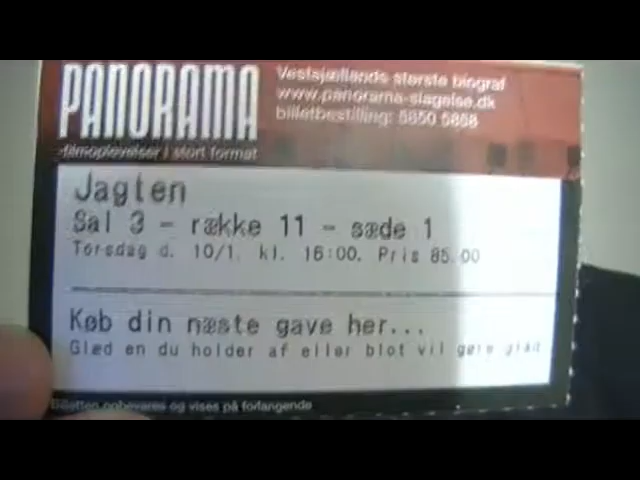 PANORAMA
-filmoplevelser i stort format
Vestsjællands største biograf
www.panorama-slagelse.dk
billetbestilling: 5850 5858
Jagten
Sal 3 - række 11 - sæde 1
Torsdag d. 10/1. kl. 16:00. Pris 85.00
Køb din næste gave her...
Glæd en du holder af eller blot vil gøre glad
Billetten opbevares og vises på forlangende